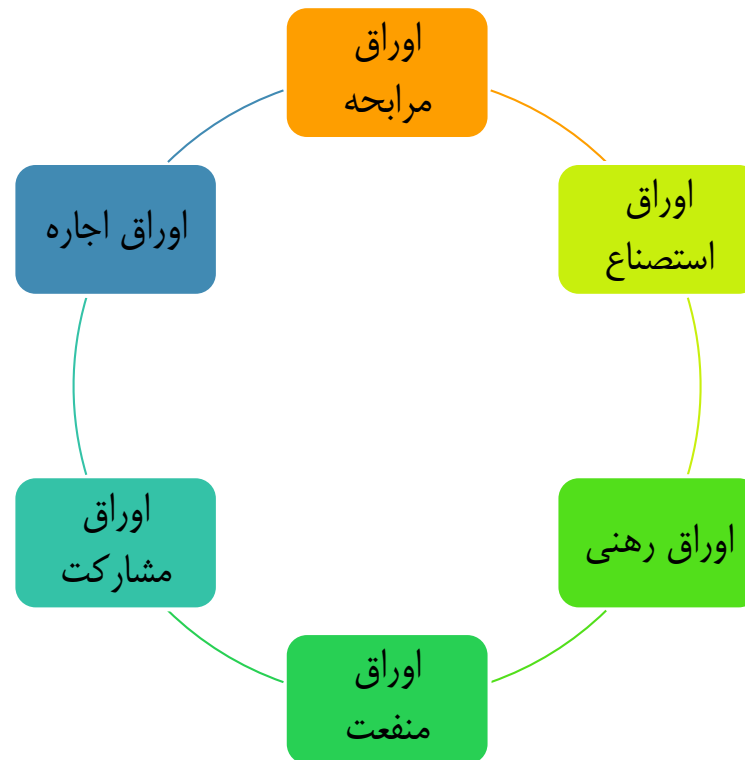 اوراق
مرابحه
اوراق
استصناع
اوراق رهنی
اوراق
منفعت
اوراق
مشارکت
اوراق اجاره